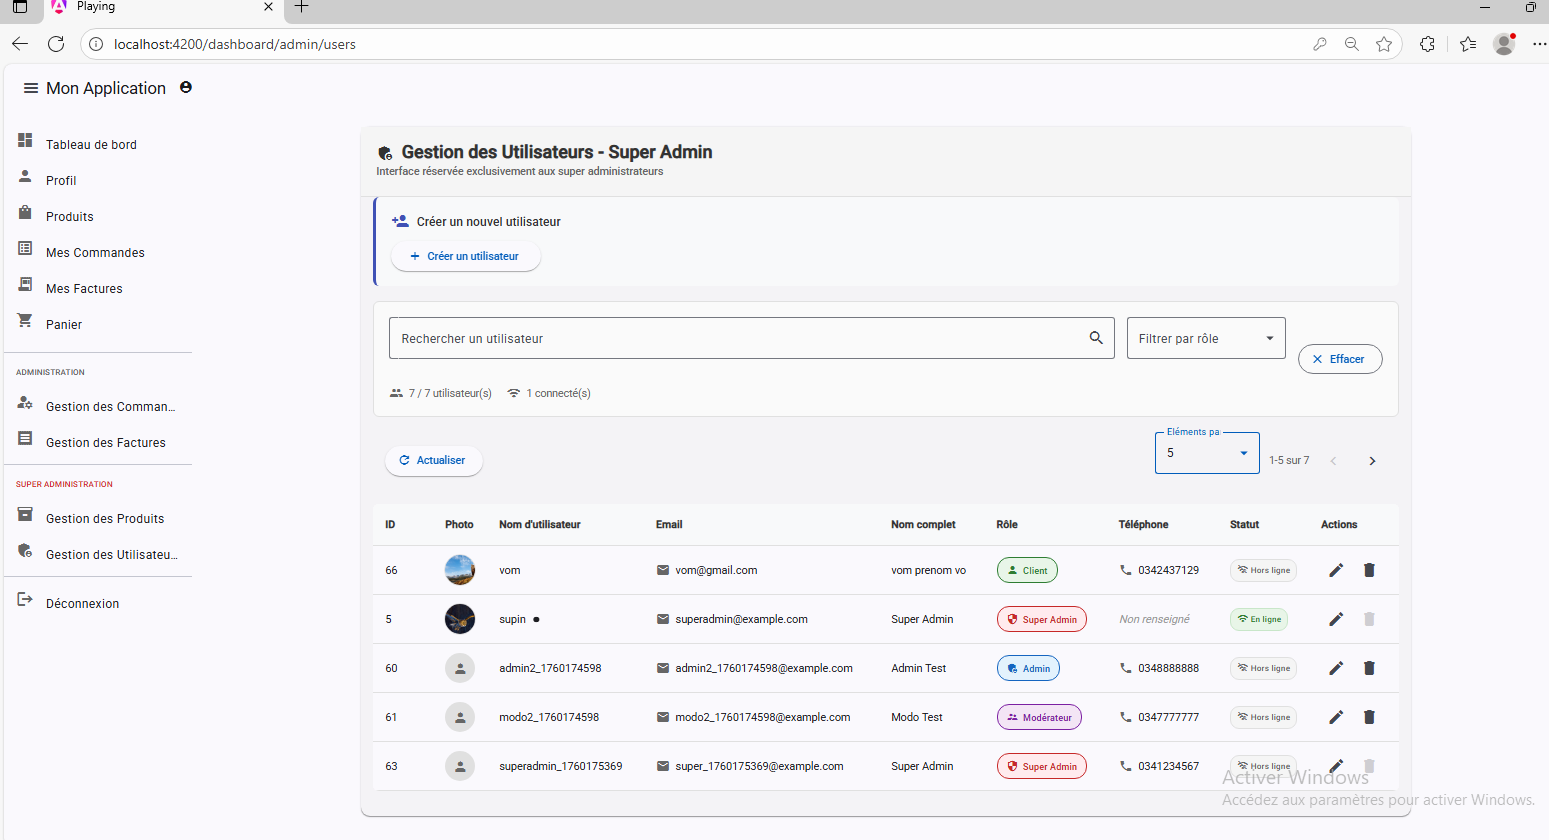 Playing
localhost:4200/dashboard/admin/users
Mon Application
Tableau de bord
Profil
Produits
Mes Commandes
Mes Factures
Panier
ADMINISTRATION
Gestion des Comman...
Gestion des Factures
SUPER ADMINISTRATION
Gestion des Produits
Gestion des Utilisateu...
Déconnexion
Gestion des Utilisateurs - Super Admin
Interface réservée exclusivement aux super administrateurs
Créer un nouvel utilisateur
Créer un utilisateur
Rechercher un utilisateur
Filtrer par rôle
Effacer
7 / 7 utilisateur(s) 1 connecté(s)
Actualiser
Eléments pa
5
1-5 sur 7
ID Photo Nom d'utilisateur Email Nom complet Rôle Téléphone Statut Actions
66 vom vom@gmail.com vom prenom vo Client 0342437129 Hors ligne
5 supin superadmin@example.com Super Admin Super Admin Non renseigné En ligne
60 admin2_1760174598 admin2_1760174598@example.com Admin Test Admin 0348888888 Hors ligne
61 modo2_1760174598 modo2_1760174598@example.com Modo Test Modérateur 0347777777 Hors ligne
63 superadmin_1760175369 super_1760175369@example.com Super Admin Super Admin 0341234567 Hors ligne
Activer Windows
Accédez aux paramètres pour activer Windows.